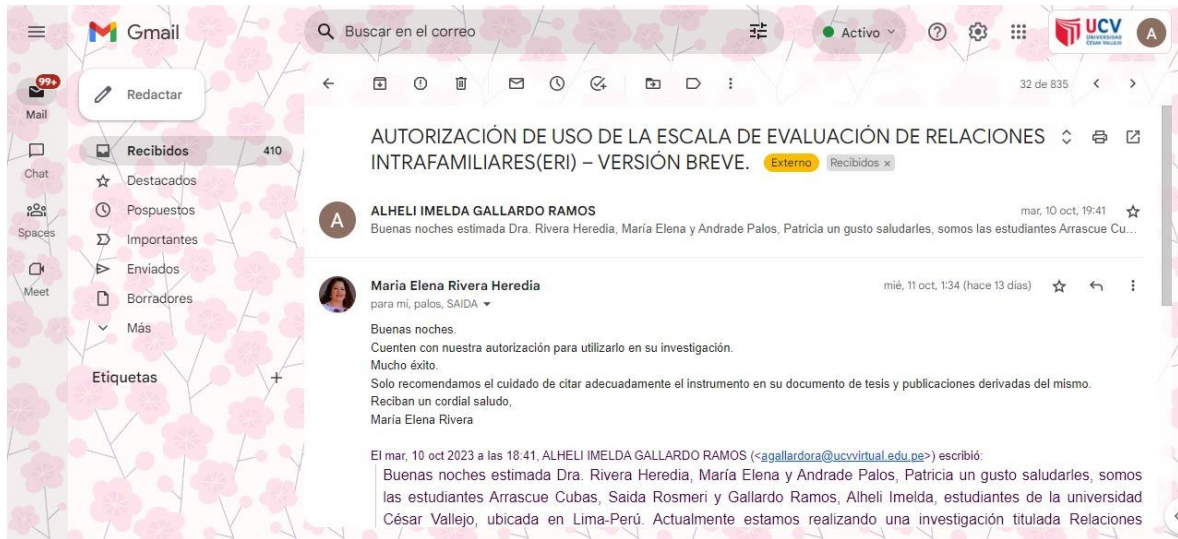 Gmail
Buscar en el correo
Activo
UCV
UNIVERSIDAD
CÉSAR VALLEJO
A
99+
Mail
Chat
Spaces
Meet
Redactar
Recibidos 410
Destacados
Pospuestos
Importantes
Enviados
Borradores
Más
Etiquetas
32 de 835
AUTORIZACIÓN DE USO DE LA ESCALA DE EVALUACIÓN DE RELACIONES
INTRAFAMILIARES(ERI) – VERSIÓN BREVE. Externo Recibidos x
A
ALHELI IMELDA GALLARDO RAMOS mar, 10 oct, 19:41
Buenas noches estimada Dra. Rivera Heredia, María Elena y Andrade Palos, Patricia un gusto saludarles, somos las estudiantes Arrascue Cu...
Maria Elena Rivera Heredia mié, 11 oct, 1:34 (hace 13 días)
para mí, palos, SAIDA
Buenas noches.
Cuenten con nuestra autorización para utilizarlo en su investigación.
Mucho éxito.
Solo recomendamos el cuidado de citar adecuadamente el instrumento en su documento de tesis y publicaciones derivadas del mismo.
Reciban un cordial saludo,
María Elena Rivera
El mar, 10 oct 2023 a las 18:41, ALHELI IMELDA GALLARDO RAMOS (<agallardora@ucvvirtual.edu.pe>) escribió:
Buenas noches estimada Dra. Rivera Heredia, María Elena y Andrade Palos, Patricia un gusto saludarles, somos
las estudiantes Arrascue Cubas, Saida Rosmeri y Gallardo Ramos, Alheli Imelda, estudiantes de la universidad
César Vallejo, ubicada en Lima-Perú. Actualmente estamos realizando una investigación titulada Relaciones